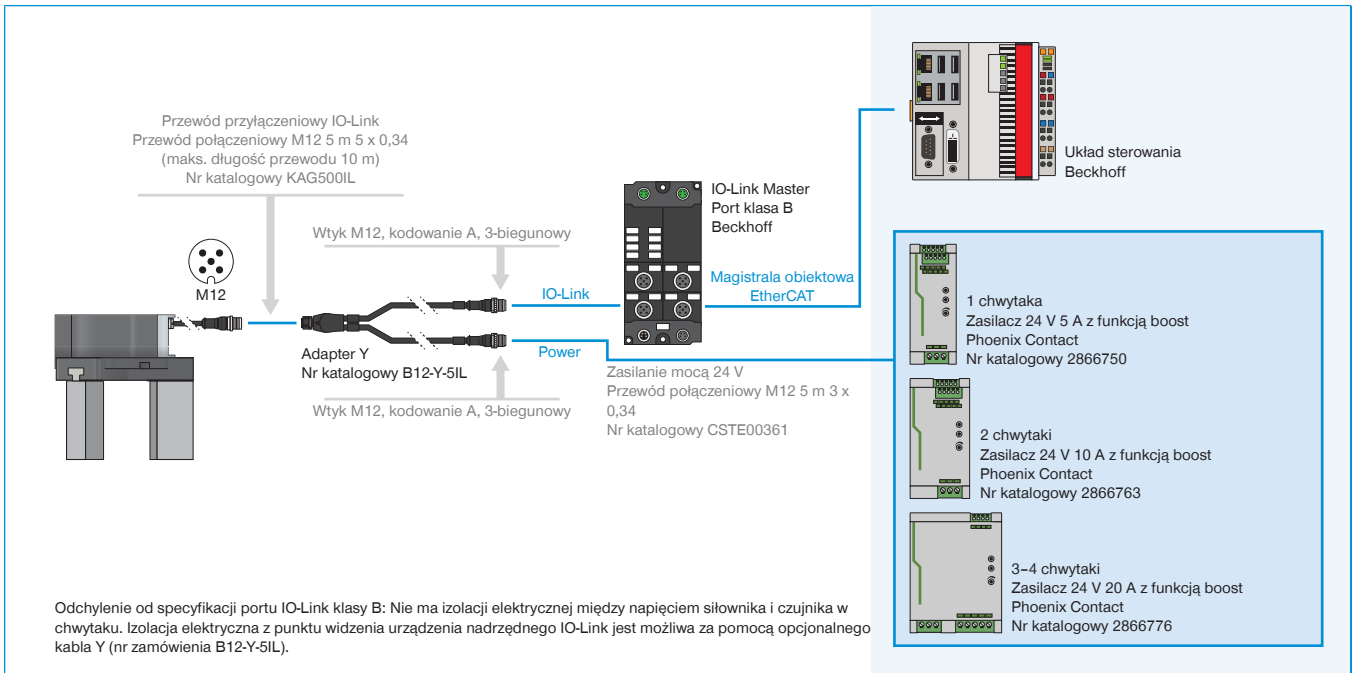 Przewód przyłączeniowy IO-Link
Przewód połączeniowy M12 5 m 5 x 0,34
(maks. długość przewodu 10 m)
Nr katalogowy KAG500IL
M12
Wtyk M12, kodowanie A, 3-biegunowy
Adapter Y
Nr katalogowy B12-Y-5IL
Wtyk M12, kodowanie A, 3-biegunowy
IO-Link
Power
IO-Link Master
Port klasa B
Beckhoff
Magistrala obiektowa
EtherCAT
Zasilanie mocą 24 V
Przewód połączeniowy M12 5 m 3 x
0,34
Nr katalogowy CSTE00361
Układ sterowania
Beckhoff
1 chwytaka
Zasilacz 24 V 5 A z funkcją boost
Phoenix Contact
Nr katalogowy 2866750
2 chwytaki
Zasilacz 24 V 10 A z funkcją boost
Phoenix Contact
Nr katalogowy 2866763
3–4 chwytaki
Zasilacz 24 V 20 A z funkcją boost
Phoenix Contact
Nr katalogowy 2866776
Odchylenie od specyfikacji portu IO-Link klasy B: Nie ma izolacji elektrycznej między napięciem siłownika i czujnika w
chwytaku. Izolacja elektryczna z punktu widzenia urządzenia nadrzędnego IO-Link jest możliwa za pomocą opcjonalnego
kabla Y (nr zamówienia B12-Y-5IL).